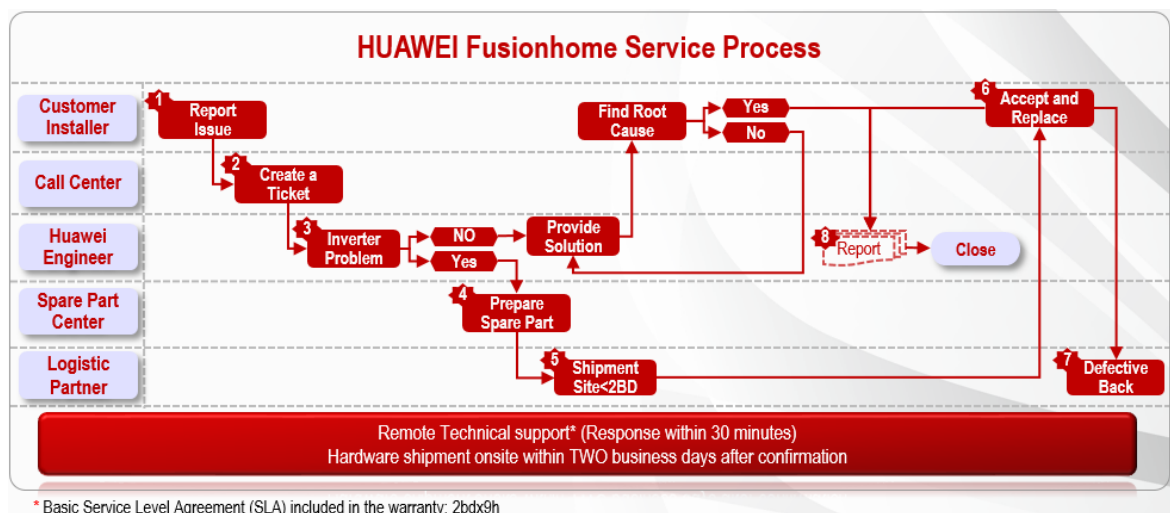 HUAWEI Fusionhome Service Process
Customer
Installer
1
Report
Issue
Find Root
Cause
Yes
No
6
Accept and
Replace
Call Center
2
Create a
Ticket
Huawei
Engineer
3
Inverter
Problem
NO
Yes
Provide
Solution
8
Report
Close
Spare Part
Center
4
Prepare
Spare Part
Logistic
Partner
5
Shipment
Site<2BD
7
Defective
Back
Remote Technical support* (Response within 30 minutes)
Hardware shipment onsite within TWO business days after confirmation
* Basic Service Level Agreement (SLA) included in the warranty: 2bdx9h